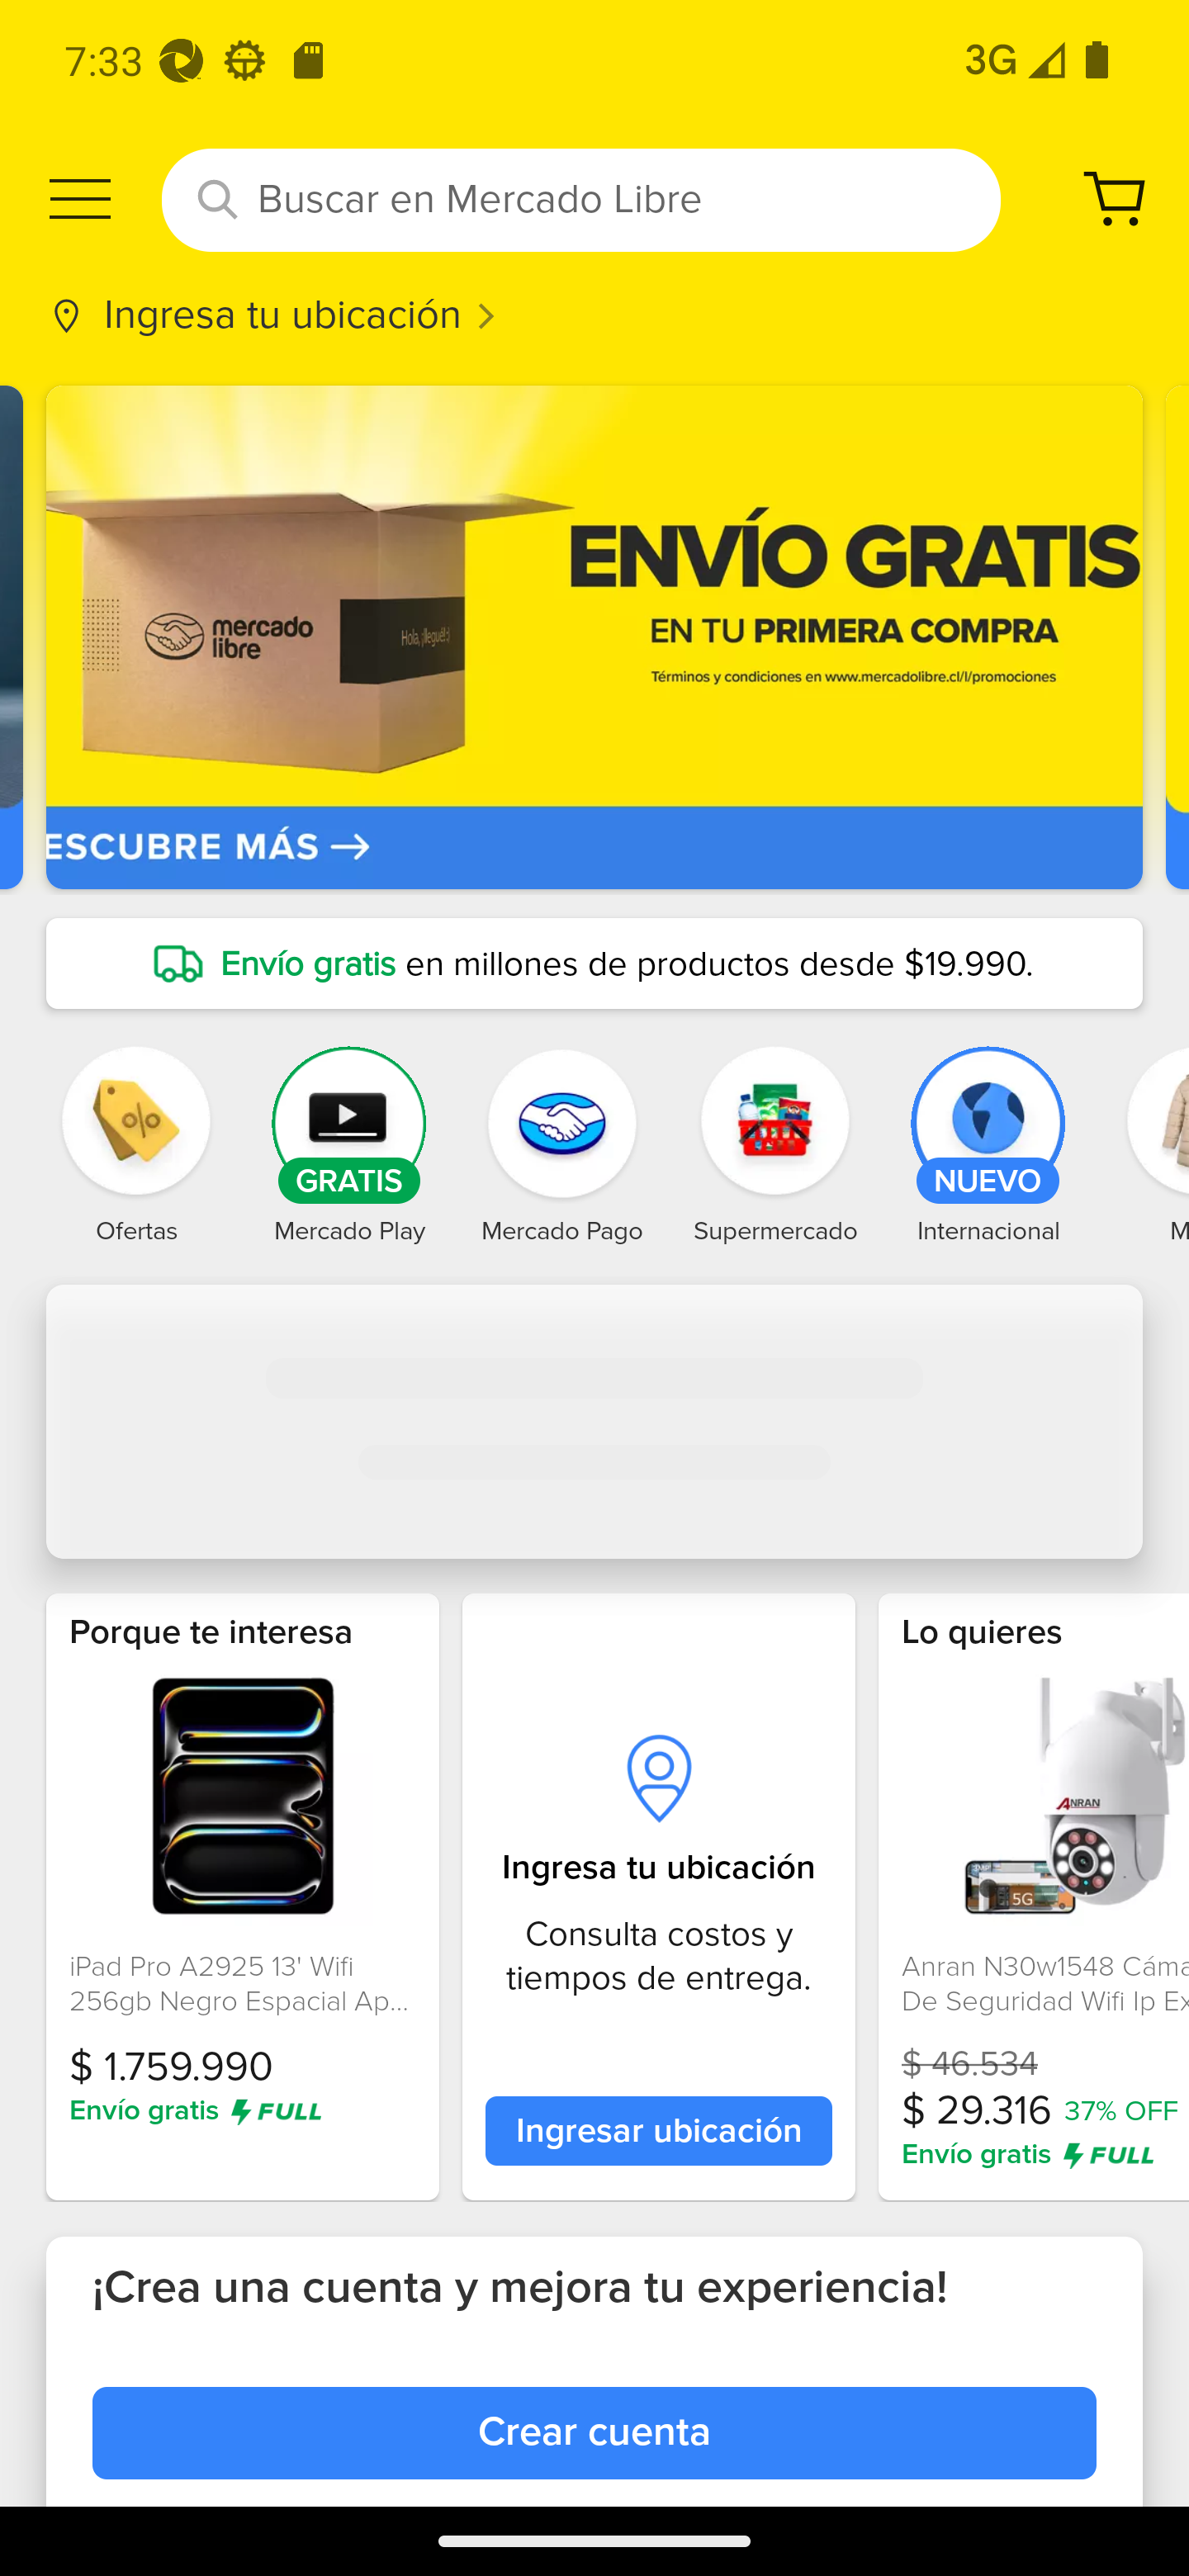 7:33
3G
Buscar en Mercado Libre
Ingresa tu ubicación
mercado
libre
ENVÍO GRATIS
EN TU PRIMERA COMPRA
Términos y condiciones en www.mercadolibre.cl/l/promociones
ESCUBRE MÁS →
Envío gratis en millones de productos desde $19.990.
GRATIS
NUEVO
Ofertas
Mercado Play
Mercado Pago
Supermercado
Internacional
M
Porque te interesa
iPad Pro A2925 13' Wifi
256gb Negro Espacial Ap...
$ 1.759.990
Envío gratis FULL
Ingresa tu ubicación
Consulta costos y
tiempos de entrega.
Ingresar ubicación
Lo quieres
ANRAN
5G
Anran N30w1548 Cáma
De Seguridad Wifi Ip Ex
$ 46.534
$ 29.316 37% OFF
Envío gratis FULL
¡Crea una cuenta y mejora tu experiencia!
Crear cuenta